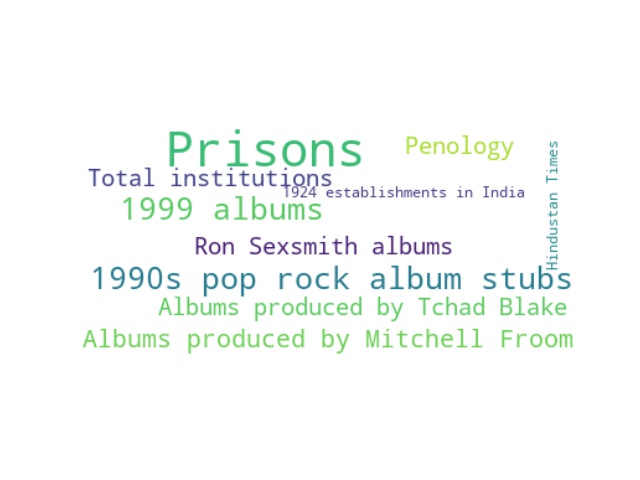 Prisons
Penology
Hindustan Times
Total institutions
1924 establishments in India
1999 albums
Ron Sexsmith albums
1990s pop rock album stubs
Albums produced by Tchad Blake
Albums produced by Mitchell Froom